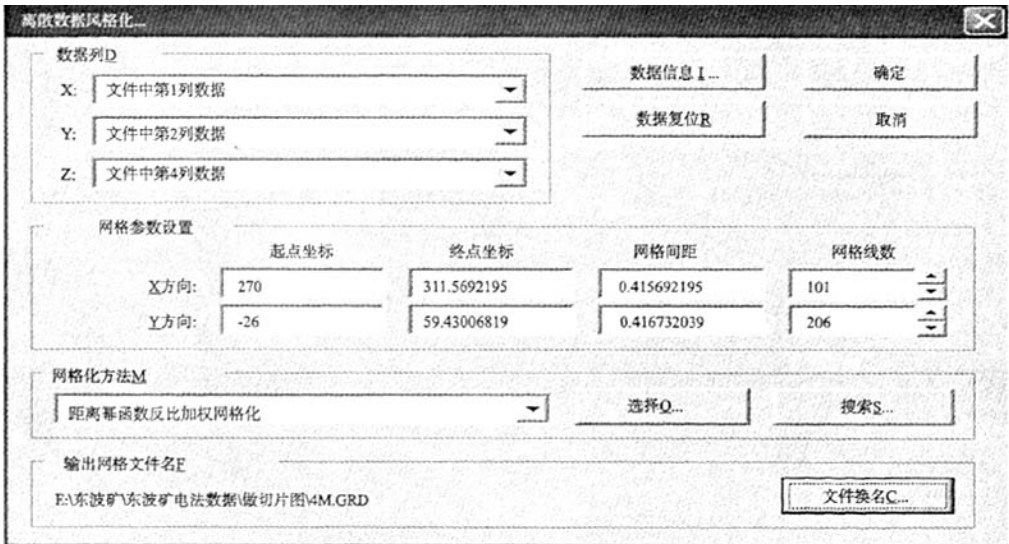 离散数据风格化...
数据列D
X: 文件中第1列数据
Y: 文件中第2列数据
Z: 文件中第4列数据
数据信息I... 确定
数据复位R 取消
网格参数设置
起点坐标 终点坐标 网格间距 网格线数
X方向: 270 311.5692195 0.415692195 101
Y方向: -26 59.43006819 0.416732039 206
网格化方法M
距离幂函数反比加权网格化 选择O... 搜索S...
输出网格文件名F
E:\东波矿\东波矿电法数据\做切片图\4M.GRD 文件换名C...